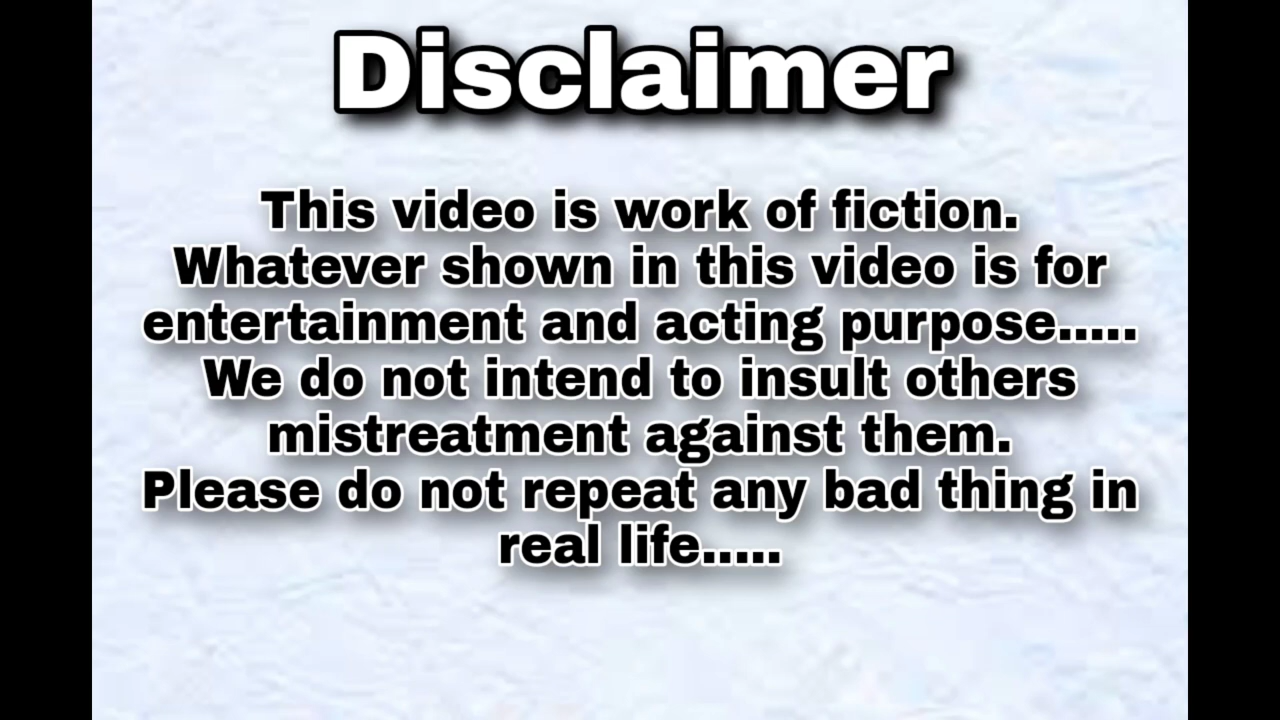 Disclaimer
This video is work of fiction.
Whatever shown in this video is for
entertainment and acting purpose.....
We do not intend to insult others
mistreatment against them.
Please do not repeat any bad thing in
real life.....